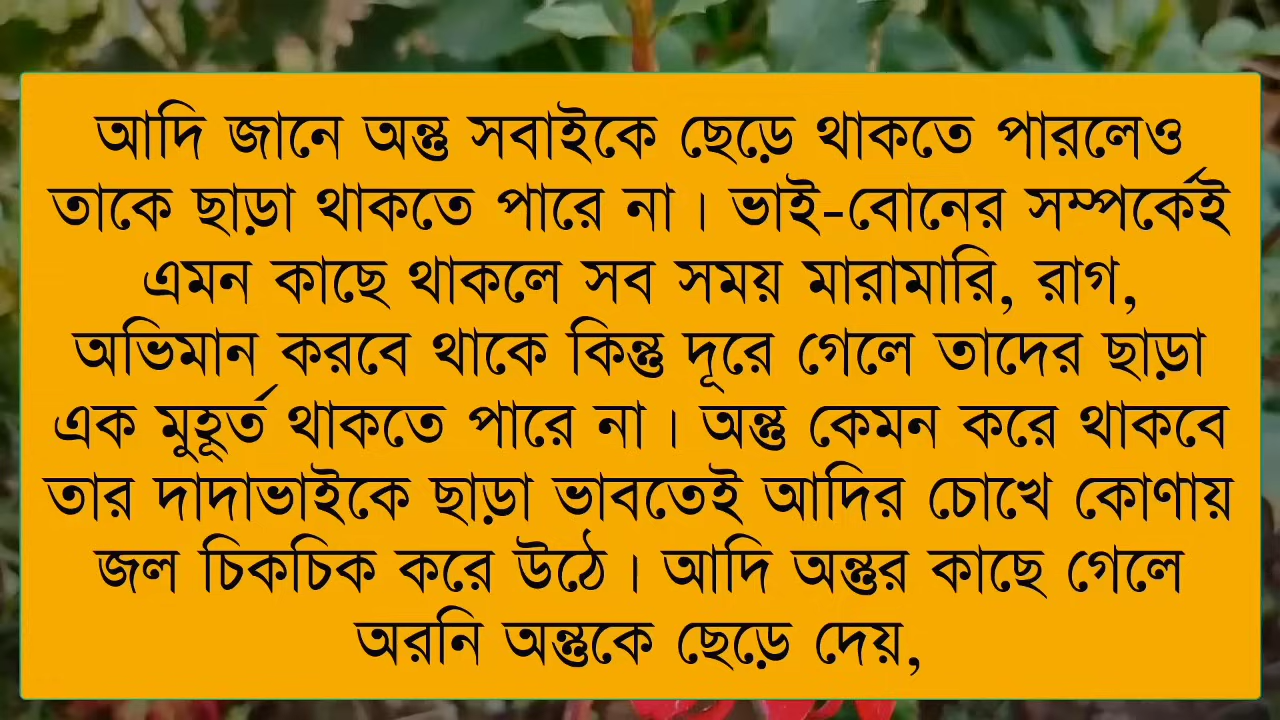 আদি জানে অন্তু সবাইকে ছেড়ে থাকতে পারলেও
তাকে ছাড়া থাকতে পারে না। ভাই-বোনের সম্পর্কেই
এমন কাছে থাকলে সব সময় মারামারি, রাগ,
অভিমান করবে থাকে কিন্তু দূরে গেলে তাদের ছাড়া
এক মুহূর্ত থাকতে পারে না। অন্তু কেমন করে থাকবে
তার দাদাভাইকে ছাড়া ভাবতেই আদির চোখে কোণায়
জল চিকচিক করে উঠে। আদি অন্তুর কাছে গেলে
অরনি অন্তুকে ছেড়ে দেয়,